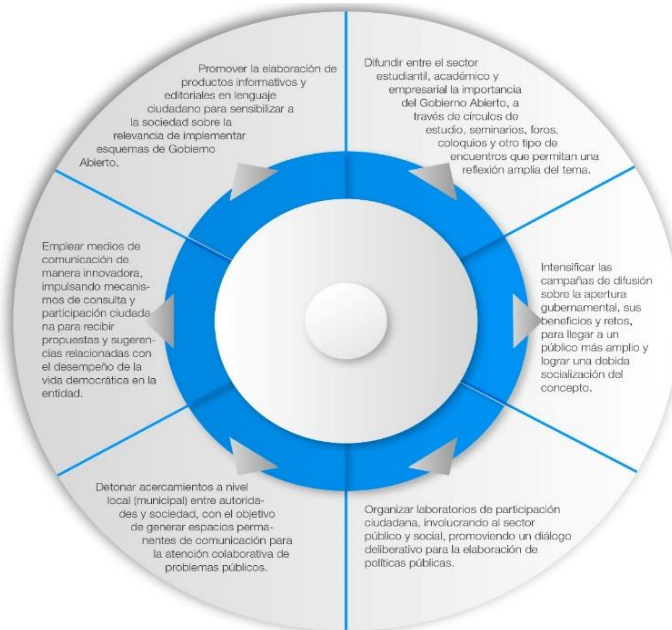 Promover la elaboración de
productos informativos y
editoriales en lenguaje
ciudadano para sensibilizar a
la sociedad sobre la
relevancia de implementar
esquemas de Gobierno
Abierto.
Difundir entre el sector
estudiantil, académico y
empresarial la importancia
del Gobierno Abierto, a
través de círculos de
estudio, seminarios, foros,
coloquios y otro tipo de
encuentros que permitan una
reflexión amplia del tema.
Intensificar las
campañas de difusión
sobre la apertura
gubernamental, sus
beneficios y retos,
para llegar a un
público más amplio y
lograr una debida
socialización del
concepto.
Organizar laboratorios de participación
ciudadana, involucrando al sector
público y social, promoviendo un diálogo
deliberativo para la elaboración de
políticas públicas.
Detonar acercamientos a nivel
local (municipal) entre autorida-
des y sociedad, con el objetivo
de generar espacios perma-
nentes de comunicación para
la atención colaborativa de
problemas públicos.
Emplear medios de
comunicación de
manera innovadora,
impulsando mecanis-
mos de consulta y
participación ciudada
na para recibir
propuestas y sugeren-
cias relacionadas con
el desempeño de la
vida democrática en la
entidad.